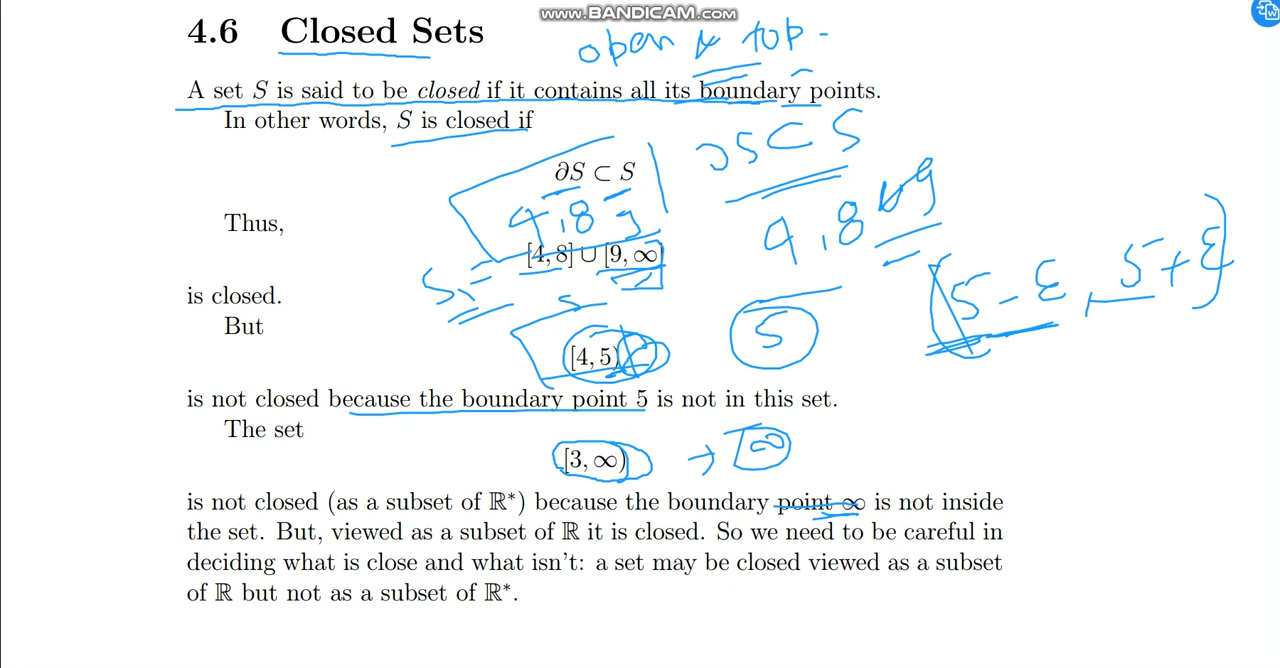 www.BANDICAM.com
4.6 Closed Sets
open & top -
A set S is said to be closed if it contains all its boundary points.
In other words, S is closed if
∂S ⊂ S
∂S ⊂ S
4,8 9
4,8 & 9
Thus,
[4, 8] ∪ [9, ∞]
S =
(5 - ε, 5 + ε)
is closed.
But
[4, 5)
5
is not closed because the boundary point 5 is not in this set.
The set
[3, ∞)
→ ∞
is not closed (as a subset of ℝ*) because the boundary point ∞ is not inside
the set. But, viewed as a subset of ℝ it is closed. So we need to be careful in
deciding what is close and what isn't: a set may be closed viewed as a subset
of ℝ but not as a subset of ℝ*.